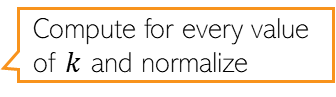 Compute for every value
of k and normalize